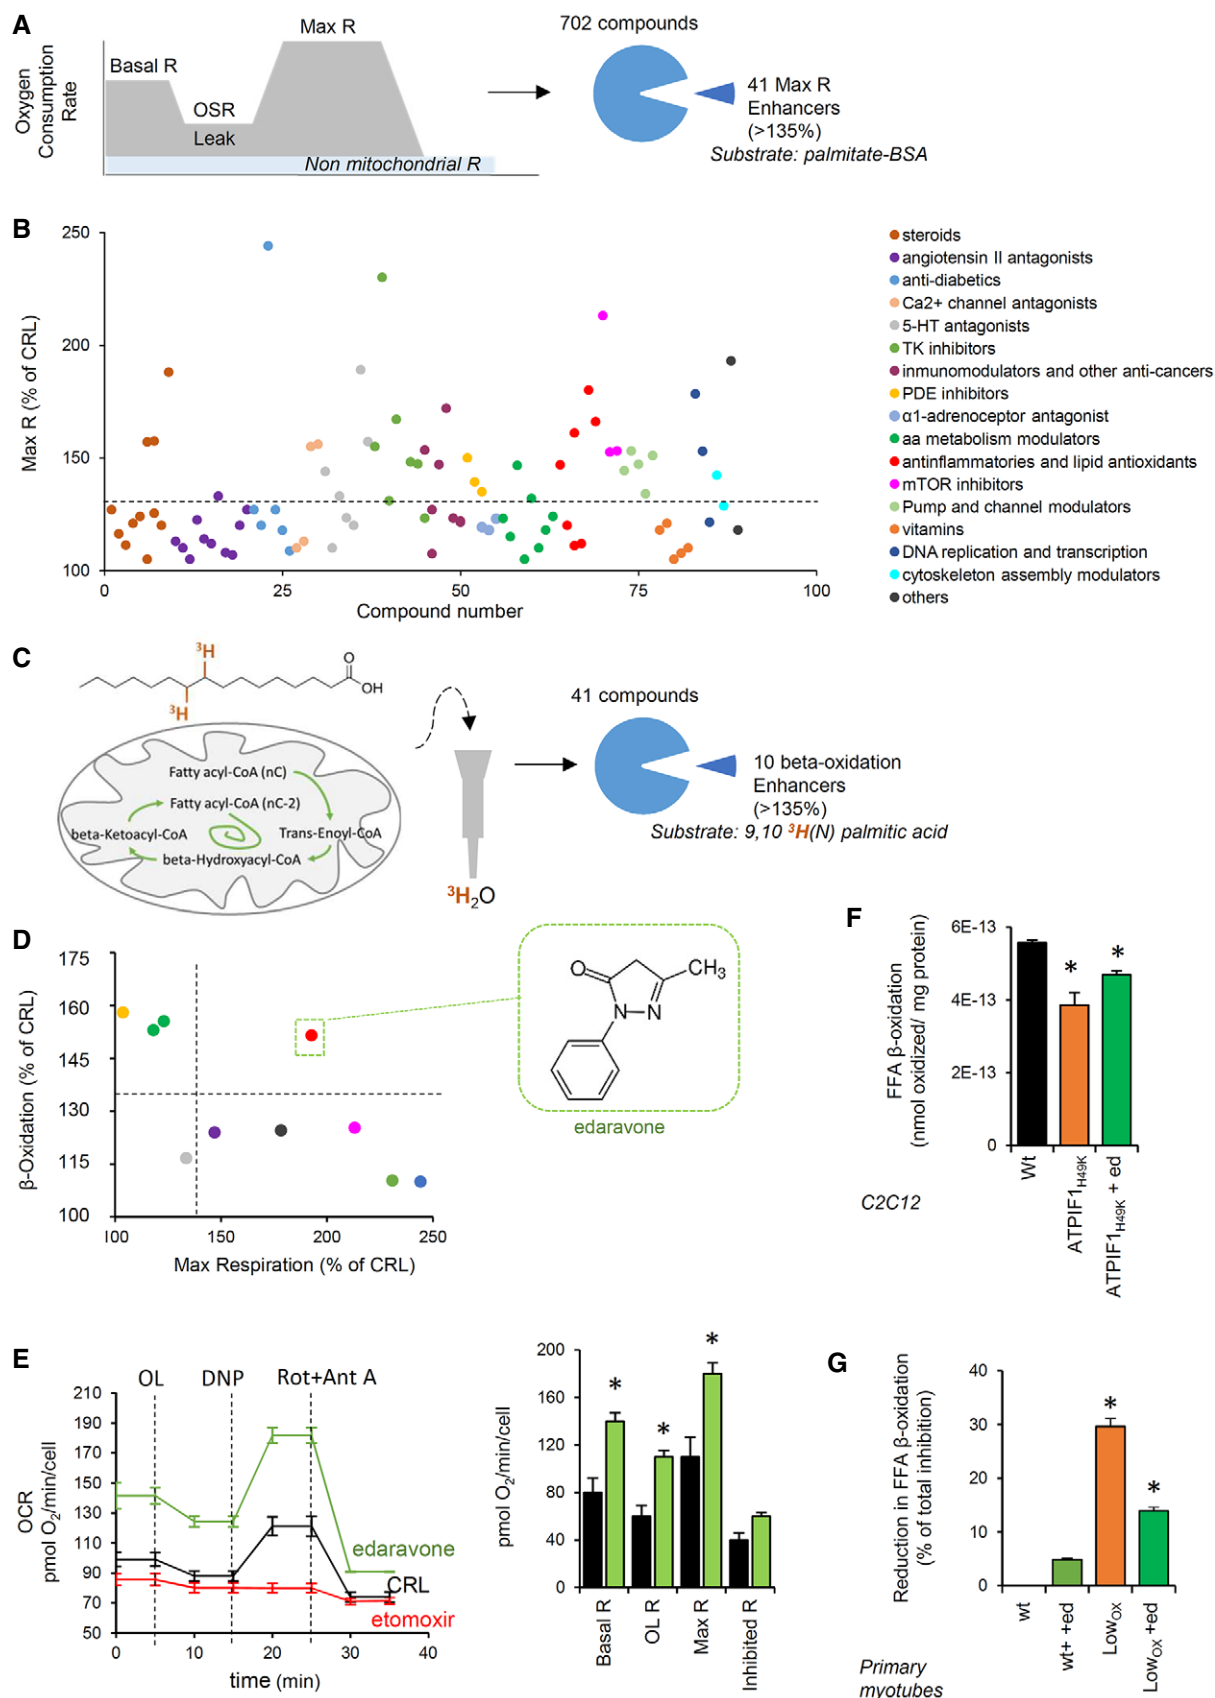 A
Oxygen
Consumption
Rate
Basal R
OSR
Leak
Max R
Non mitochondrial R
702 compounds
41 Max R
Enhancers
(>135%)
Substrate: palmitate-BSA
B
Max R (% of CRL)
250
200
150
100
0
25
50
75
100
Compound number
steroids
angiotensin II antagonists
anti-diabetics
Ca2+ channel antagonists
5-HT antagonists
TK inhibitors
inmunomodulators and other anti-cancers
PDE inhibitors
α1-adrenoceptor antagonist
aa metabolism modulators
antinflammatories and lipid antioxidants
mTOR inhibitors
Pump and channel modulators
vitamins
DNA replication and transcription
cytoskeleton assembly modulators
others
C
³H
³H
O
OH
Fatty acyl-CoA (nC)
Fatty acyl-CoA (nC-2)
beta-Ketoacyl-CoA
Trans-Enoyl-CoA
beta-Hydroxyacyl-CoA
³H₂O
41 compounds
10 beta-oxidation
Enhancers
(>135%)
Substrate: 9,10 ³H(N) palmitic acid
D
β-Oxidation (% of CRL)
175
160
145
130
115
100
100
150
200
250
Max Respiration (% of CRL)
O
CH₃
N
N
edaravone
F
FFA β-oxidation
(nmol oxidized/ mg protein)
6E-13
4E-13
2E-13
0
*
*
Wt
ATPIF1H49K
ATPIF1H49K + ed
C2C12
E
OCR
pmol O₂/min/cell
210
190
170
150
130
110
90
70
50
OL
DNP
Rot+Ant A
edaravone
CRL
etomoxir
0
10
20
30
40
time (min)
pmol O₂/min/cell
200
160
120
80
40
0
*
*
*
Basal R
OL R
Max R
Inhibited R
G
Reduction in FFA β-oxidation
(% of total inhibition)
40
30
20
10
0
*
*
wt
wt+ +ed
LowOX
LowOX +ed
Primary
myotubes